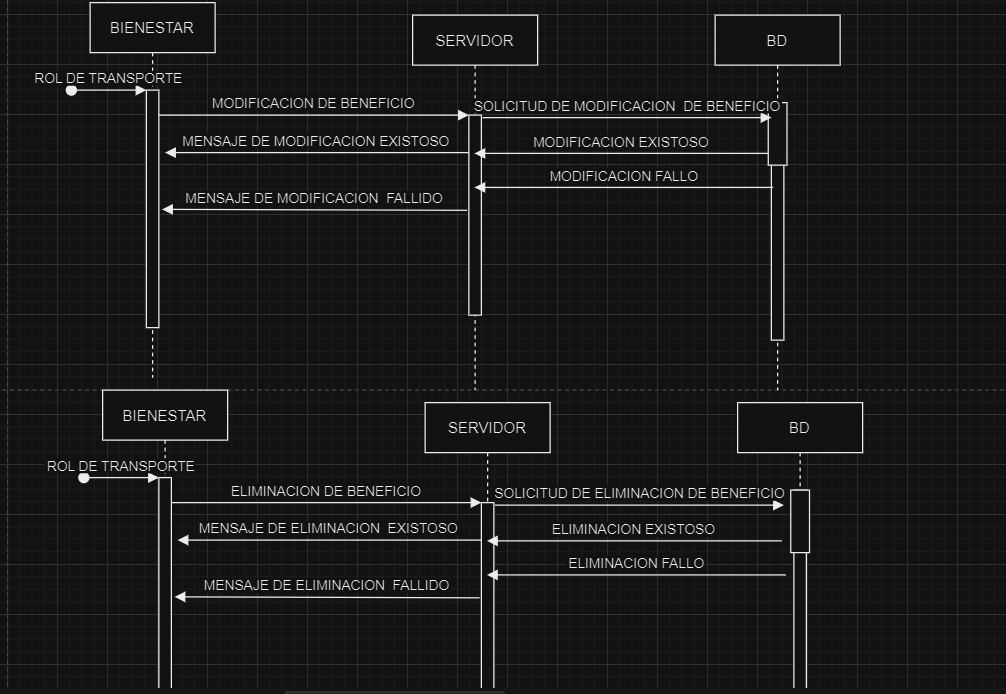 BIENESTAR
SERVIDOR
BD
ROL DE TRANSPORTE
MODIFICACION DE BENEFICIO
SOLICITUD DE MODIFICACION DE BENEFICIO
MENSAJE DE MODIFICACION EXISTOSO
MODIFICACION EXISTOSO
MODIFICACION FALLO
MENSAJE DE MODIFICACION FALLIDO
BIENESTAR
SERVIDOR
BD
ROL DE TRANSPORTE
ELIMINACION DE BENEFICIO
SOLICITUD DE ELIMINACION DE BENEFICIO
MENSAJE DE ELIMINACION EXISTOSO
ELIMINACION EXISTOSO
ELIMINACION FALLO
MENSAJE DE ELIMINACION FALLIDO